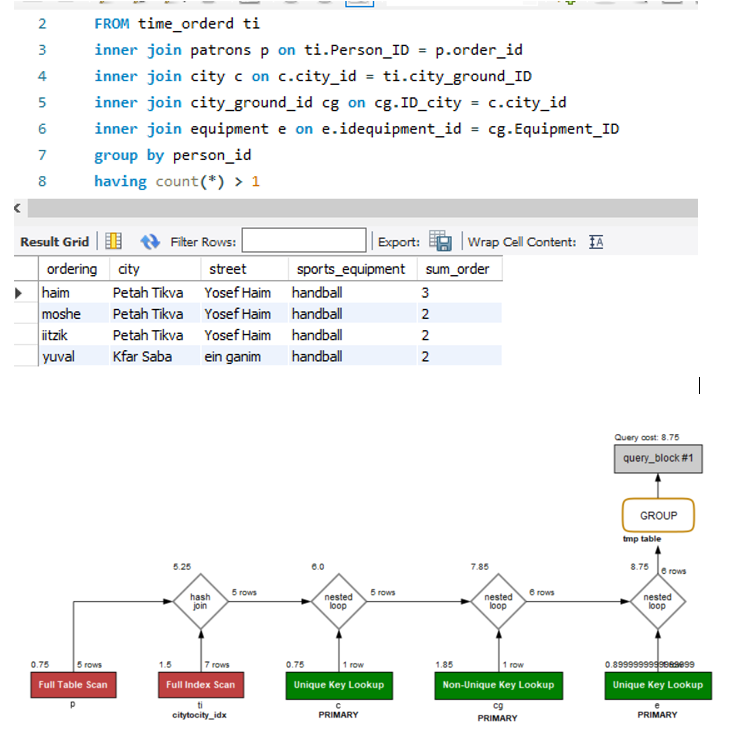 2 FROM time_orderd ti
3 inner join patrons p on ti.Person_ID = p.order_id
4 inner join city c on c.city_id = ti.city_ground_ID
5 inner join city_ground_id cg on cg.ID_city = c.city_id
6 inner join equipment e on e.idequipment_id = cg.Equipment_ID
7 group by person_id
8 having count(*) > 1
Result Grid Filter Rows: Export: Wrap Cell Content: IA
ordering city street sports_equipment sum_order
haim Petah Tikva Yosef Haim handball 3
moshe Petah Tikva Yosef Haim handball 2
iitzik Petah Tikva Yosef Haim handball 2
yuval Kfar Saba ein ganim handball 2
Query cost: 8.75
query_block #1
GROUP
tmp table
5.25 6.0 7.85 8.75 6 rows
hash join 5 rows nested loop 5 rows nested loop 6 rows nested loop
0.75 5 rows 1.5 7 rows 0.75 1 row 1.85 1 row
Full Table Scan Full Index Scan Unique Key Lookup Non-Unique Key Lookup Unique Key Lookup
p ti c cg e
citytocity_idx PRIMARY PRIMARY PRIMARY